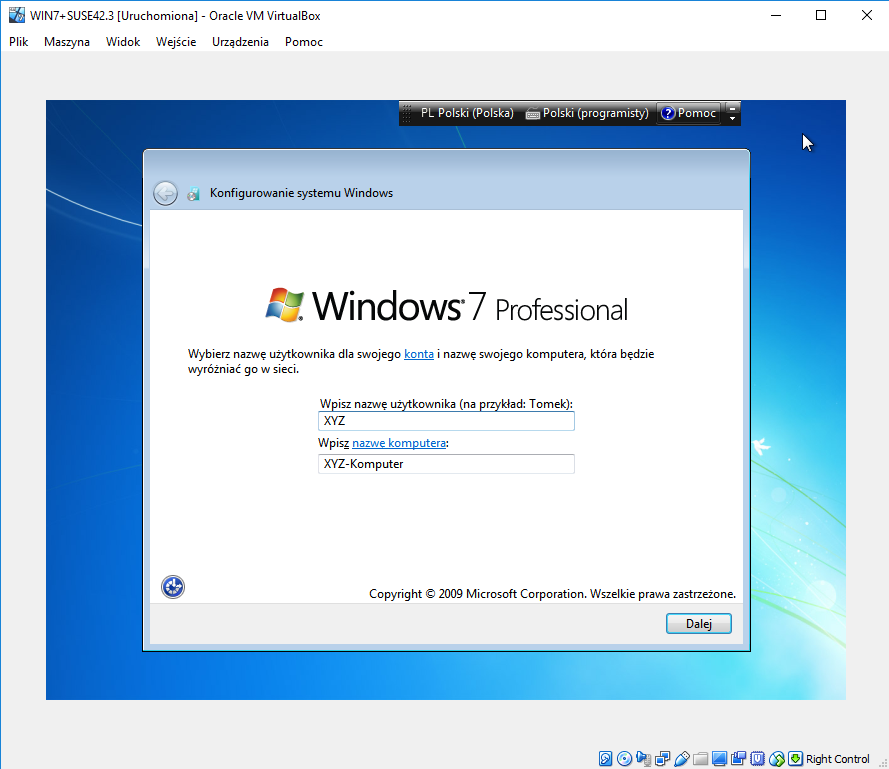 WIN7+SUSE42.3 [Uruchomiona] - Oracle VM VirtualBox
Plik Maszyna Widok Wejście Urządzenia Pomoc
PL Polski (Polska) Polski (programisty) ? Pomoc
Konfigurowanie systemu Windows
Windows® 7 Professional
Wybierz nazwę użytkownika dla swojego konta i nazwę swojego komputera, która będzie
wyróżniać go w sieci.
Wpisz nazwę użytkownika (na przykład: Tomek):
XYZ
Wpisz nazwę komputera:
XYZ-Komputer
Copyright © 2009 Microsoft Corporation. Wszelkie prawa zastrzeżone.
Dalej
Right Control